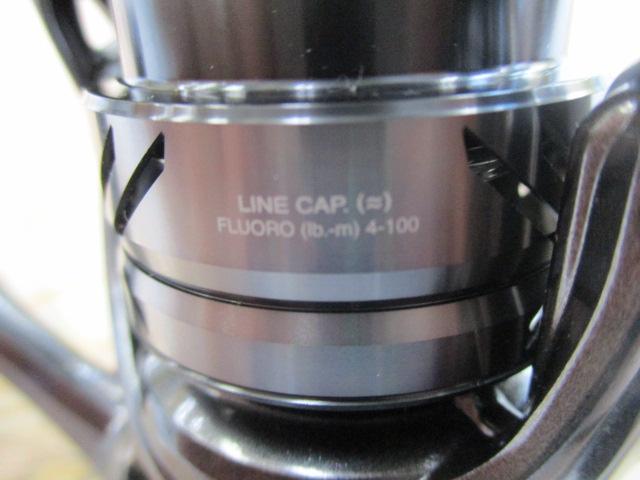 LINE CAP. (≈)
FLUORO (lb.-m) 4-100